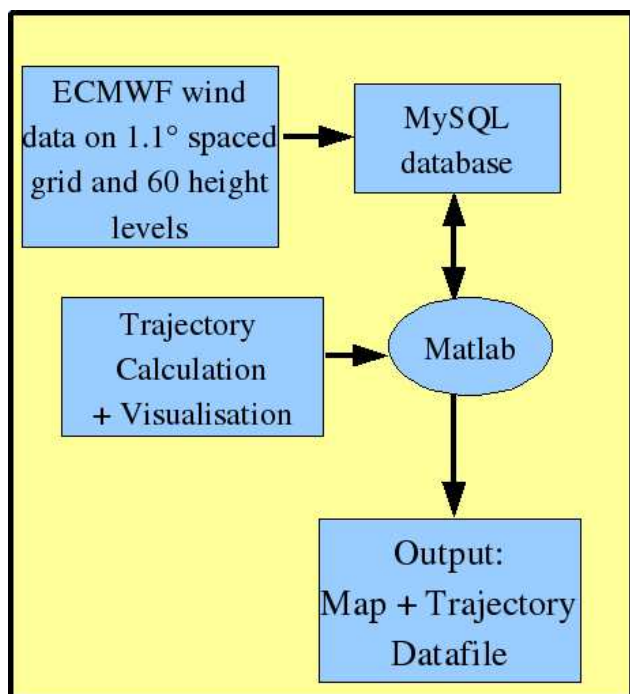 ECMWF wind
data on 1.1° spaced
grid and 60 height
levels
MySQL
database
Trajectory
Calculation
+ Visualisation
Matlab
Output:
Map + Trajectory
Datafile